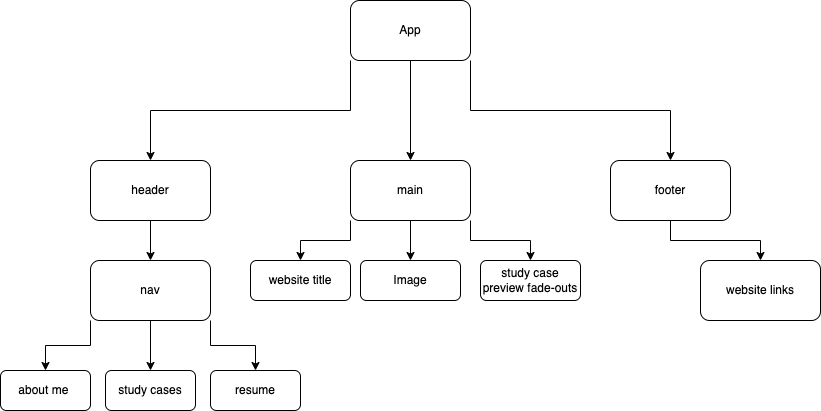 App
header
main
footer
website title
Image
study case
preview fade-outs
nav
website links
about me
study cases
resume